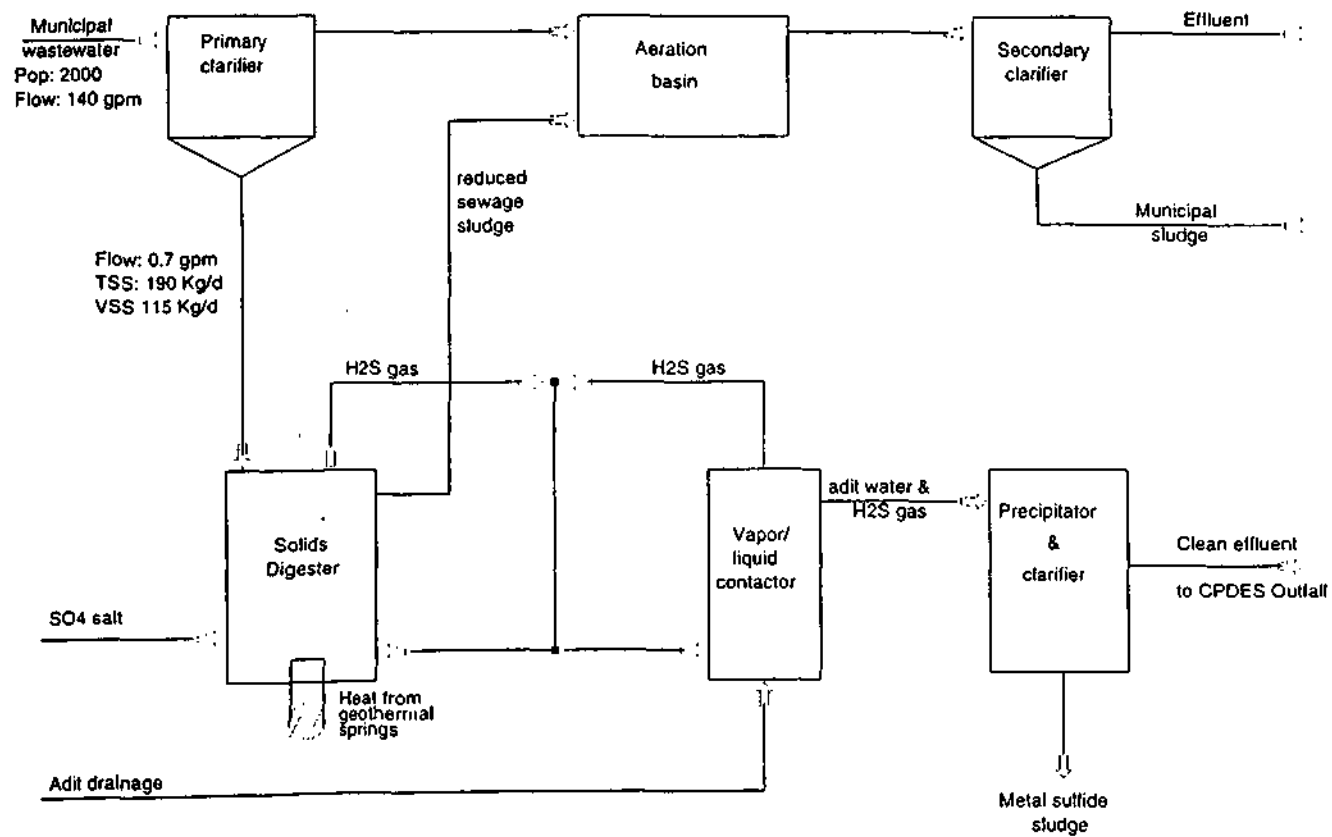 Municipal
wastewater
Pop: 2000
Flow: 140 gpm
Primary
clarifier
Aeration
basin
Secondary
clarifier
Effluent
reduced
sewage
sludge
Municipal
sludge
Flow: 0.7 gpm
TSS: 190 Kg/d
VSS 115 Kg/d
H2S gas
H2S gas
Solids
Digester
Vapor/
liquid
contactor
adit water &
H2S gas
Precipitator
&
clarifier
Clean effluent
to CPDES Outfall
SO4 salt
Heat from
geothermal
springs
Adit drainage
Metal sulfide
sludge